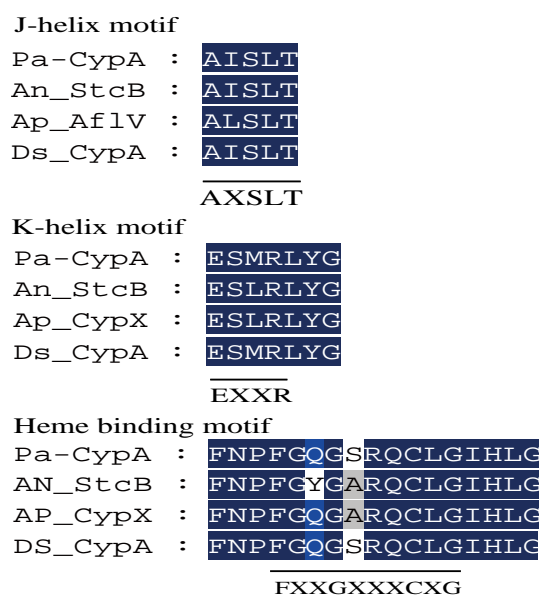 J-helix motif
Pa-CypA : AISLT
An_StcB : AISLT
Ap_AflV : ALSLT
Ds_CypA : AISLT
AXSLT
K-helix motif
Pa-CypA : ESMRLYG
An_StcB : ESLRLYG
Ap_CypX : ESLRLYG
Ds_CypA : ESMRLYG
EXXR
Heme binding motif
Pa-CypA : FNPFGQGSRQCLGIHLG
AN_StcB : FNPFGYGARQCLGIHLG
AP_CypX : FNPFGQGARQCLGIHLG
DS_CypA : FNPFGQGSRQCLGIHLG
FXXGXXXCXG